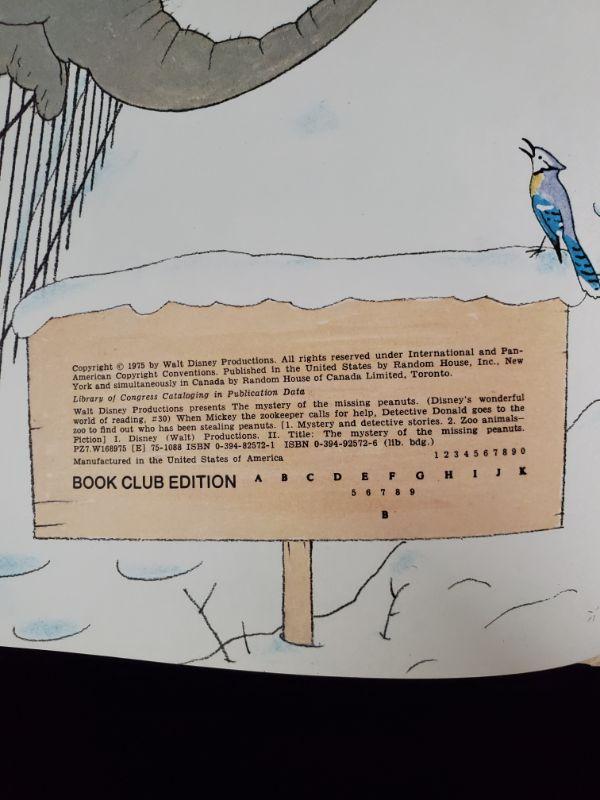 Copyright © 1975 by Walt Disney Productions. All rights reserved under International and Pan-
American Copyright Conventions. Published in the United States by Random House, Inc., New
York and simultaneously in Canada by Random House of Canada Limited, Toronto.
Library of Congress Cataloging in Publication Data
Walt Disney Productions presents The mystery of the missing peanuts. (Disney's wonderful
world of reading, #30) When Mickey the zookeeper calls for help, Detective Donald goes to the
zoo to find out who has been stealing peanuts. [1. Mystery and detective stories. 2. Zoo animals—
Fiction] I. Disney (Walt) Productions. II. Title: The mystery of the missing peanuts.
PZ7.W168975 [E] 75-1088 ISBN 0-394-82572-1 ISBN 0-394-92572-6 (lib. bdg.)
Manufactured in the United States of America 1 2 3 4 5 6 7 8 9 0
BOOK CLUB EDITION A B C D E F G H I J K
5 6 7 8 9
B